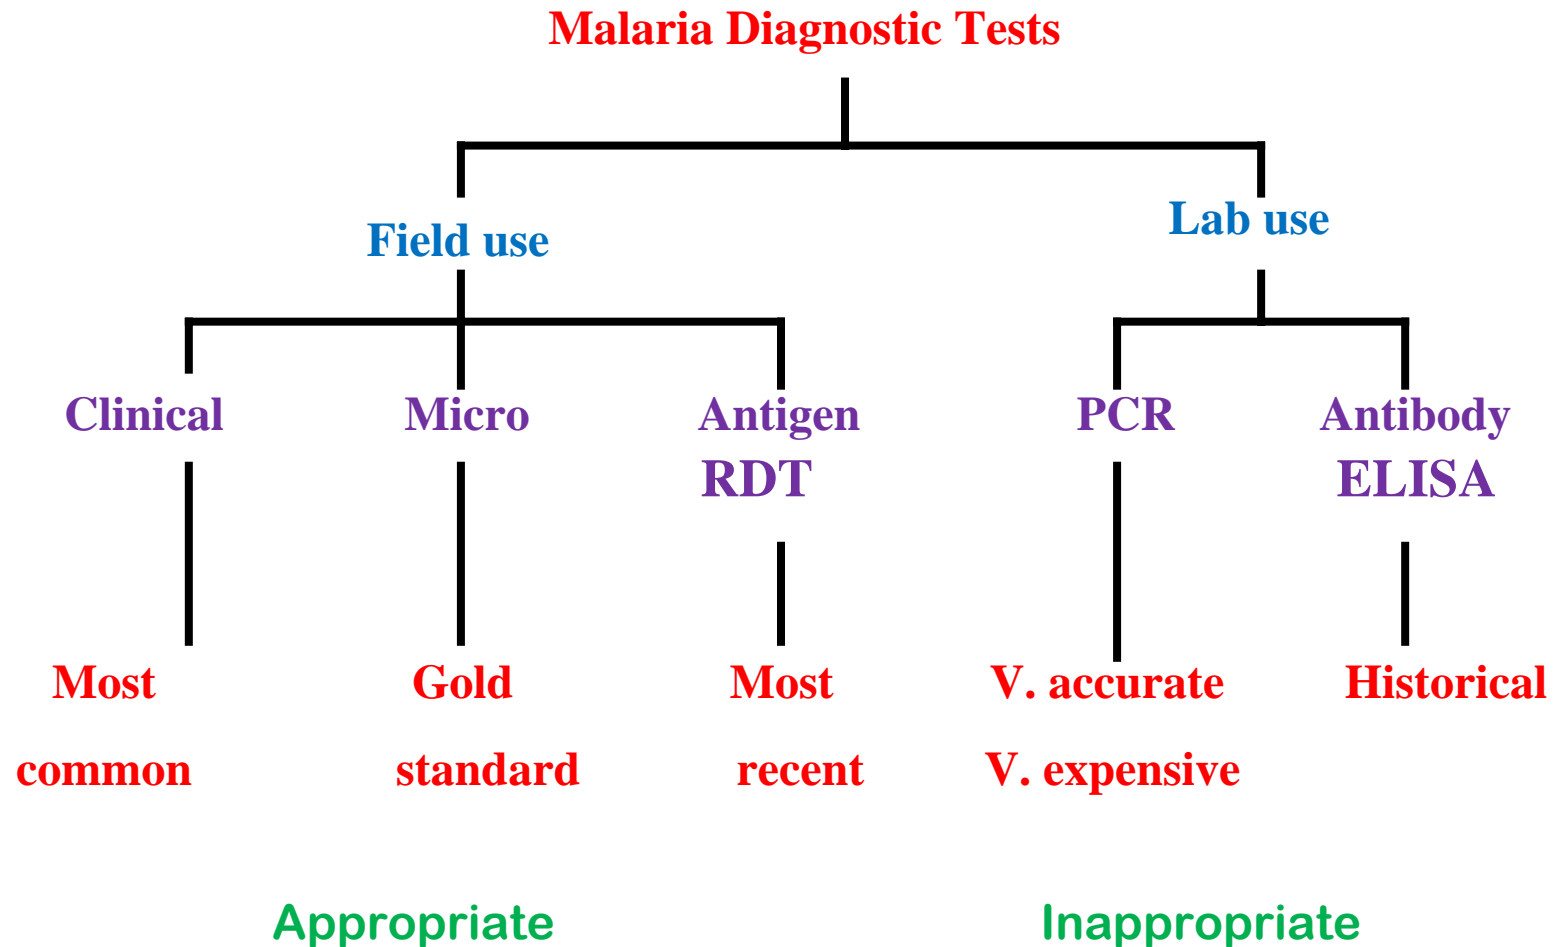 Malaria Diagnostic Tests
Field use
Lab use
Clinical
Micro
Antigen
RDT
PCR
Antibody
ELISA
Most
common
Gold
standard
Most
recent
V. accurate
V. expensive
Historical
Appropriate
Inappropriate